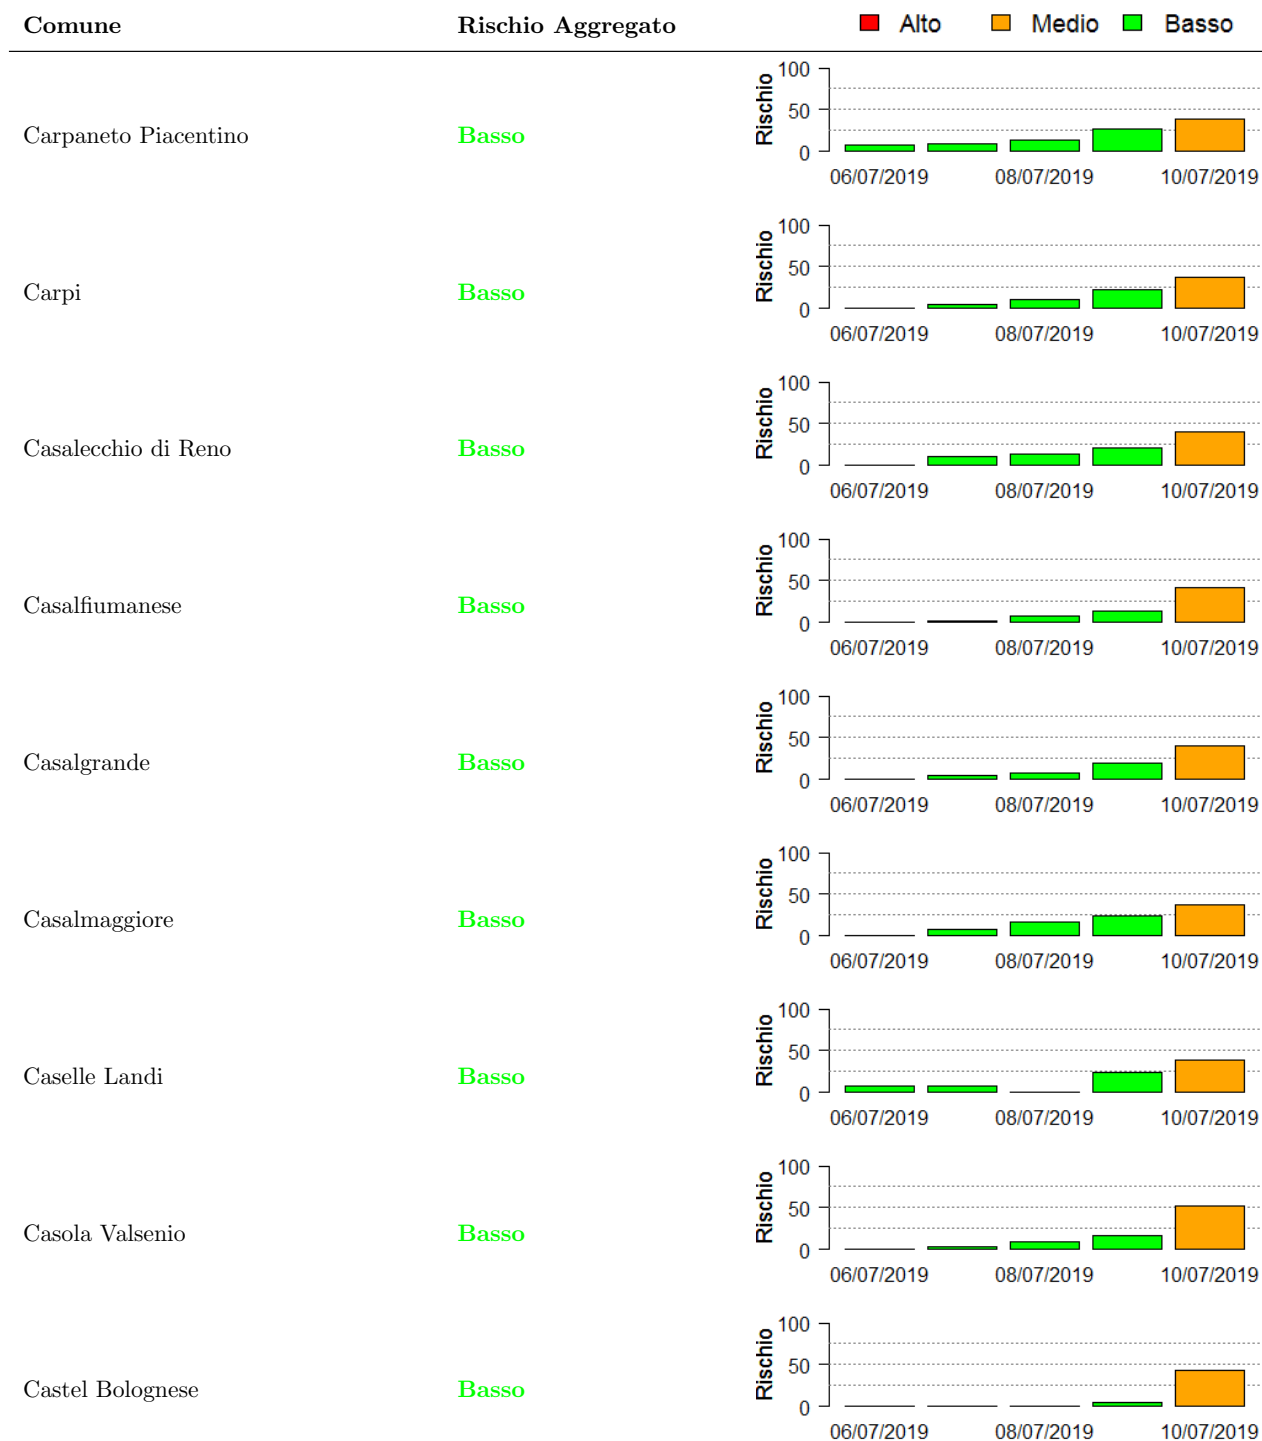 Comune Rischio Aggregato Alto Medio Basso
Carpaneto Piacentino Basso Rischio 100 50 0
06/07/2019 08/07/2019 10/07/2019
Carpi Basso Rischio 100 50 0
06/07/2019 08/07/2019 10/07/2019
Casalecchio di Reno Basso Rischio 100 50 0
06/07/2019 08/07/2019 10/07/2019
Casalfiumanese Basso Rischio 100 50 0
06/07/2019 08/07/2019 10/07/2019
Casalgrande Basso Rischio 100 50 0
06/07/2019 08/07/2019 10/07/2019
Casalmaggiore Basso Rischio 100 50 0
06/07/2019 08/07/2019 10/07/2019
Caselle Landi Basso Rischio 100 50 0
06/07/2019 08/07/2019 10/07/2019
Casola Valsenio Basso Rischio 100 50 0
06/07/2019 08/07/2019 10/07/2019
Castel Bolognese Basso Rischio 100 50 0
06/07/2019 08/07/2019 10/07/2019